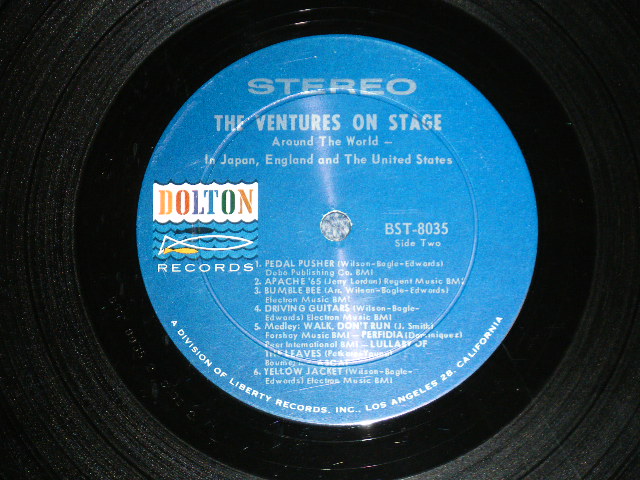 STEREO
THE VENTURES ON STAGE
Around The World —
In Japan, England and The United States
DOLTON
RECORDS
BST-8035
Side Two
1. PEDAL PUSHER (Wilson-Bogle-Edwards)
Dobo Publishing Co. BMI
2. APACHE '65 (Jerry Lordon) Regent Music BMI
3. BUMBLE BEE (Arr. Wilson-Bogle-Edwards)
Electron Music BMI
4. DRIVING GUITARS (Wilson-Bogle-
Edwards) Electron Music BMI
5. Medley: WALK, DON'T RUN (J. Smith)
Forshay Music BMI — PERFIDIA (Dominiquez)
Peer International BMI — LULLABY OF
THE LEAVES
Bourne, ASCAP
6. YELLOW JACKET (Wilson-Bogle-
Edwards) Electron Music BMI
A DIVISION OF LIBERTY RECORDS, INC., LOS ANGELES 28, CALIFORNIA